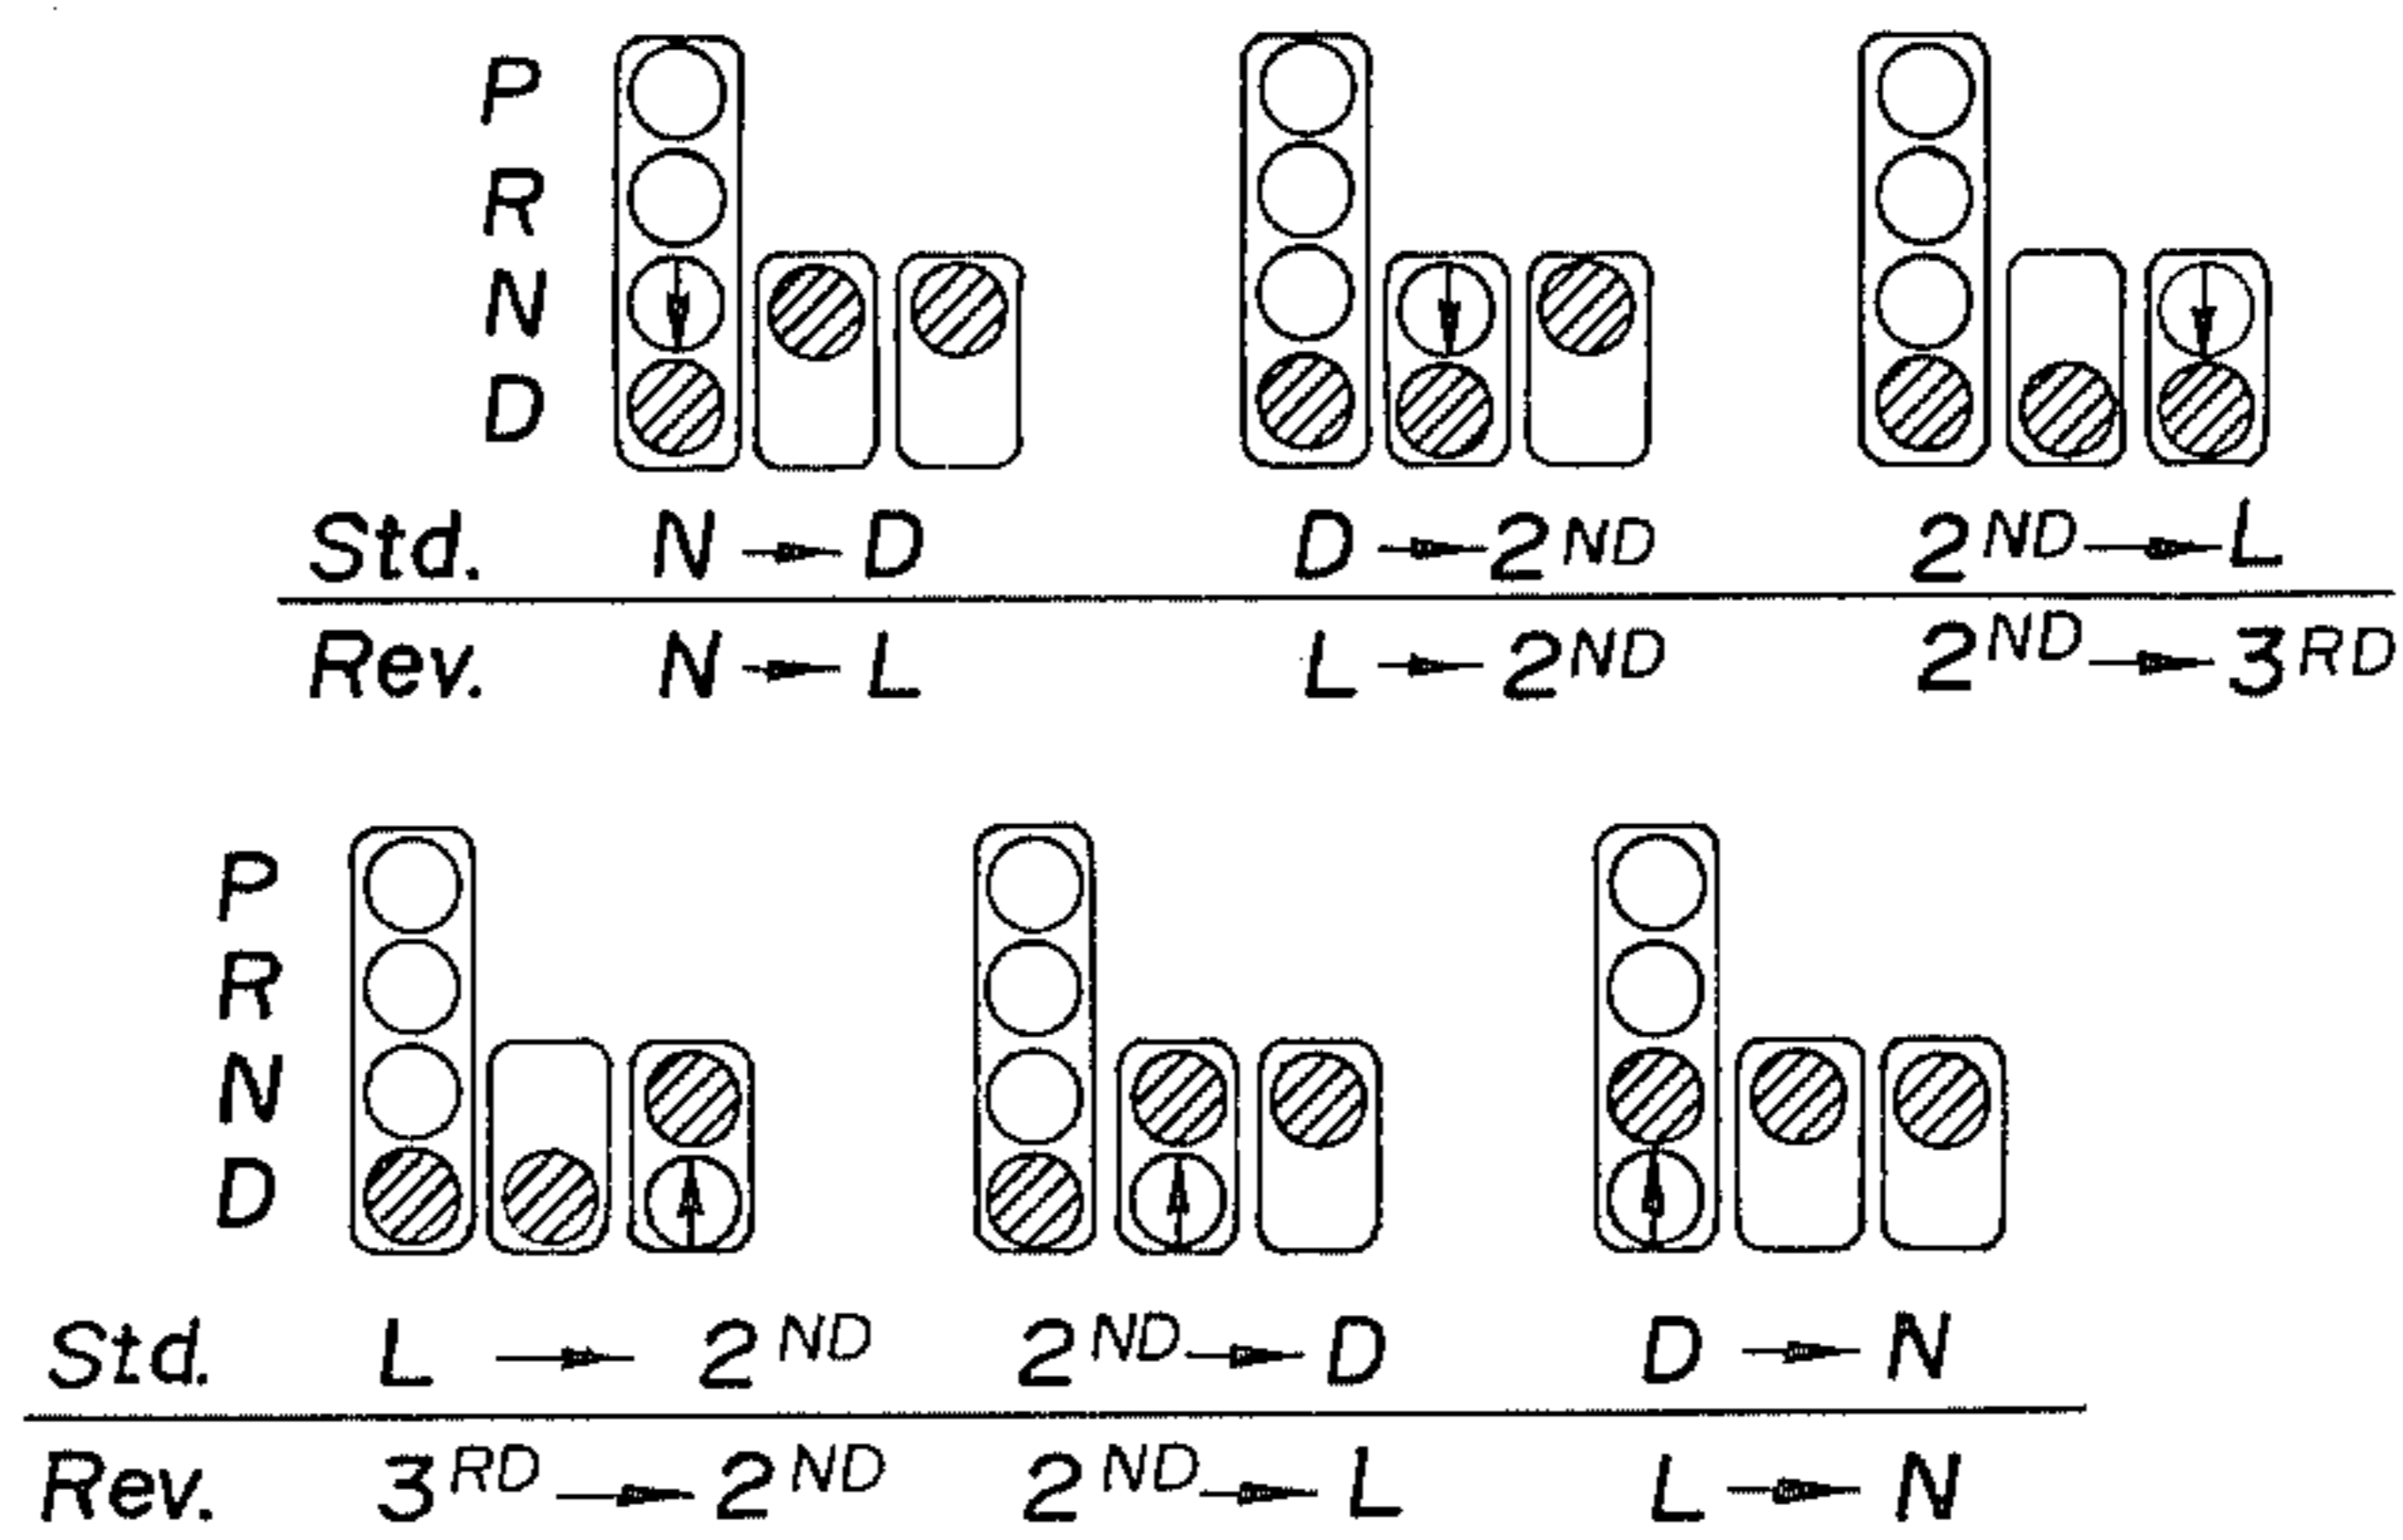 P
R
N
D
Std. N → D D → 2ND 2ND → L
Rev. N → L L → 2ND 2ND → 3RD
P
R
N
D
Std. L → 2ND 2ND → D D → N
Rev. 3RD → 2ND 2ND → L L → N